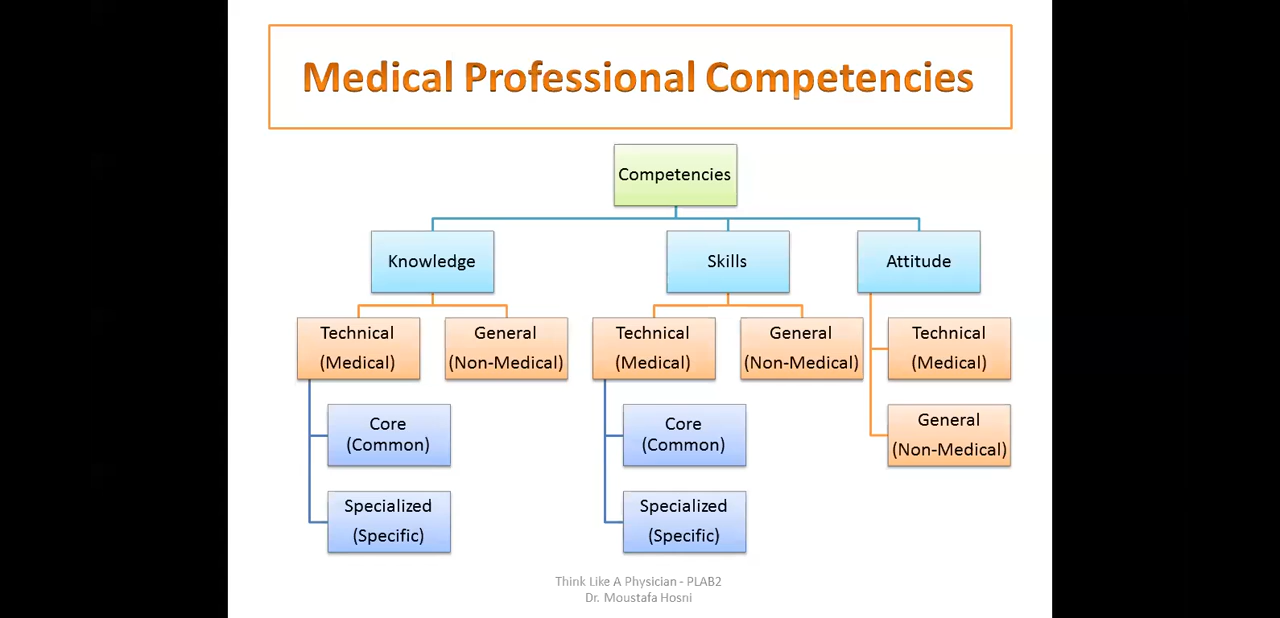 Medical Professional Competencies
Competencies
Knowledge
Skills
Attitude
Technical
(Medical)
General
(Non-Medical)
Technical
(Medical)
General
(Non-Medical)
Technical
(Medical)
Core
(Common)
Core
(Common)
General
(Non-Medical)
Specialized
(Specific)
Specialized
(Specific)
Think Like A Physician - PLAB2
Dr. Moustafa Hosni